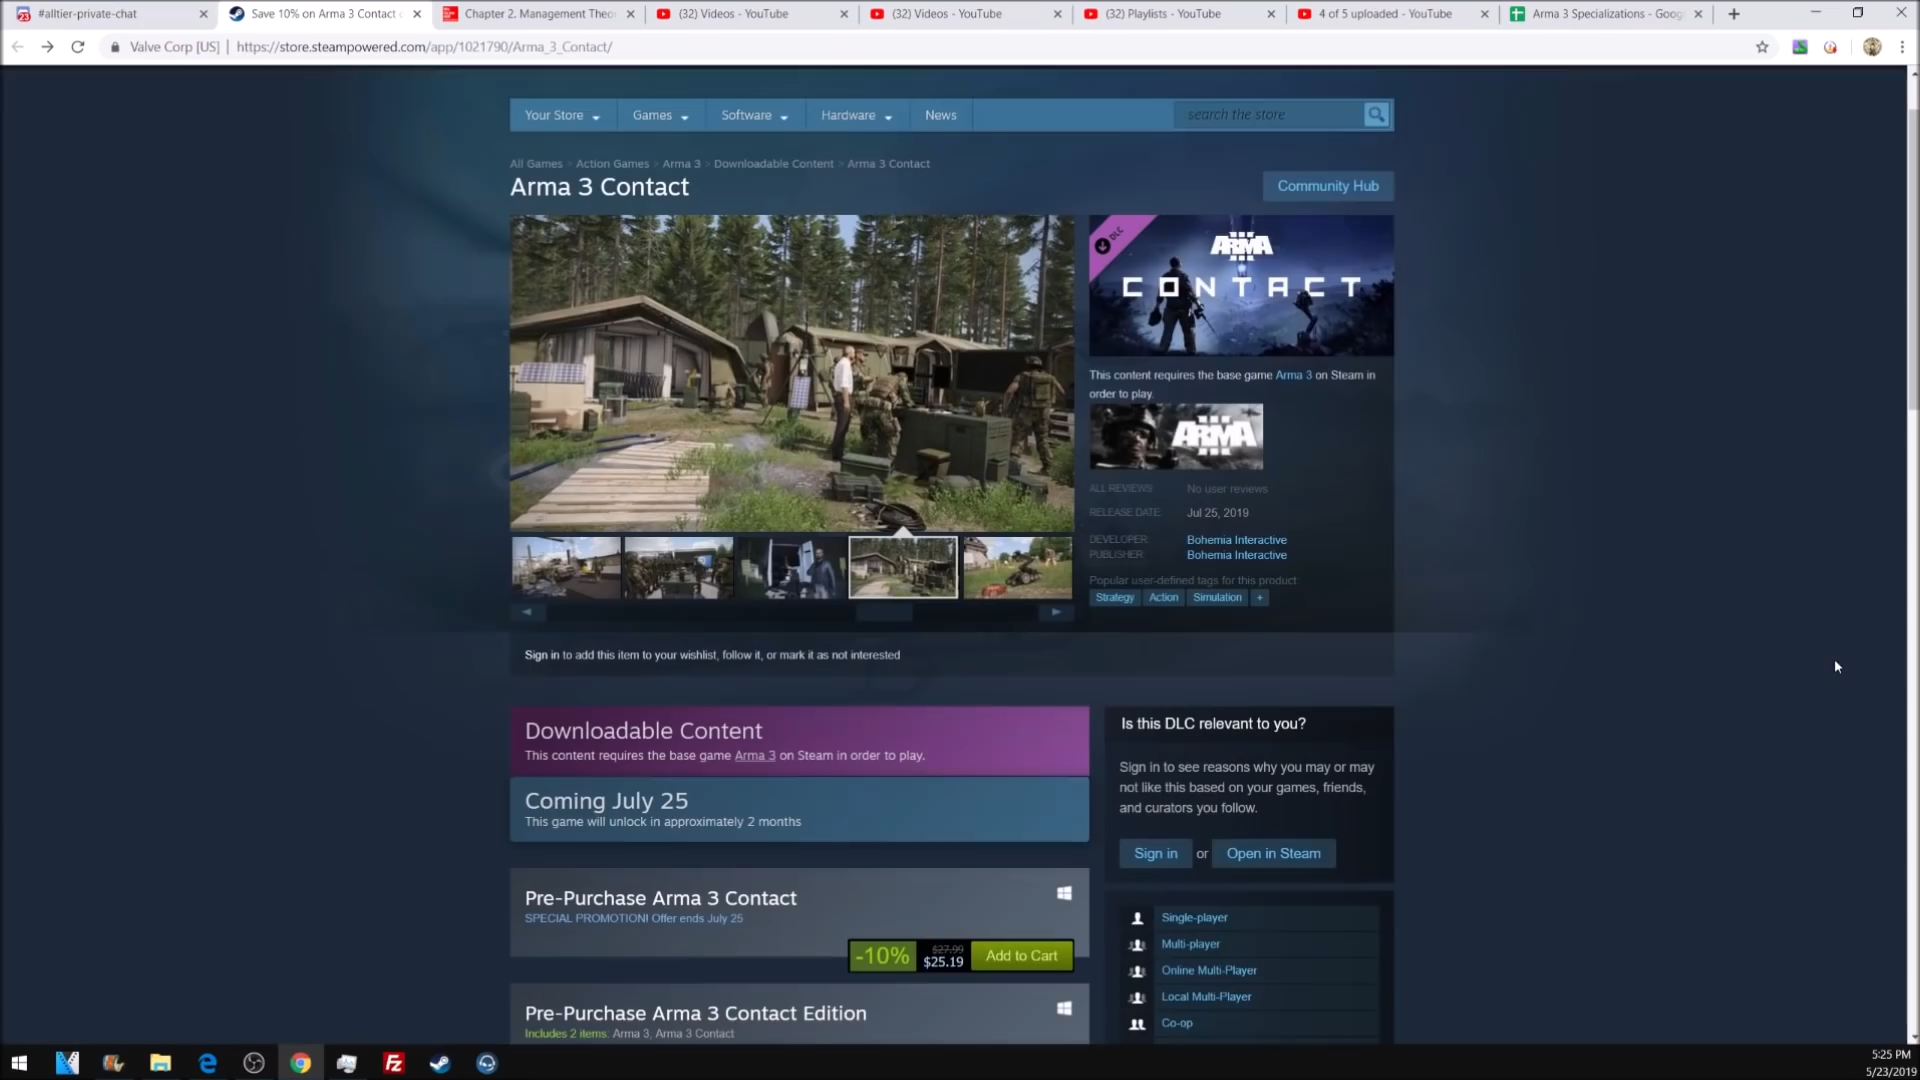 #alltier-private-chat
Save 10% on Arma 3 Contact
Chapter 2. Management Theo
(32) Videos - YouTube
(32) Videos - YouTube
(32) Playlists - YouTube
4 of 5 uploaded - YouTube
Arma 3 Specializations - Goog
Valve Corp [US] | https://store.steampowered.com/app/1021790/Arma_3_Contact/
Your Store
Games
Software
Hardware
News
search the store
All Games > Action Games > Arma 3 > Downloadable Content > Arma 3 Contact
Arma 3 Contact
Community Hub
DLC
ARMA III
CONTACT
This content requires the base game Arma 3 on Steam in
order to play.
ARMA III
ALL REVIEWS: No user reviews
RELEASE DATE: Jul 25, 2019
DEVELOPER: Bohemia Interactive
PUBLISHER: Bohemia Interactive
Popular user-defined tags for this product
Strategy Action Simulation +
Sign in to add this item to your wishlist, follow it, or mark it as not interested
Downloadable Content
This content requires the base game Arma 3 on Steam in order to play.
Coming July 25
This game will unlock in approximately 2 months
Pre-Purchase Arma 3 Contact
SPECIAL PROMOTION! Offer ends July 25
-10%
$27.99
$25.19
Add to Cart
Pre-Purchase Arma 3 Contact Edition
Includes 2 items: Arma 3, Arma 3 Contact
Is this DLC relevant to you?
Sign in to see reasons why you may or may
not like this based on your games, friends,
and curators you follow.
Sign in or Open in Steam
Single-player
Multi-player
Online Multi-Player
Local Multi-Player
Co-op
5:25 PM
5/23/2019